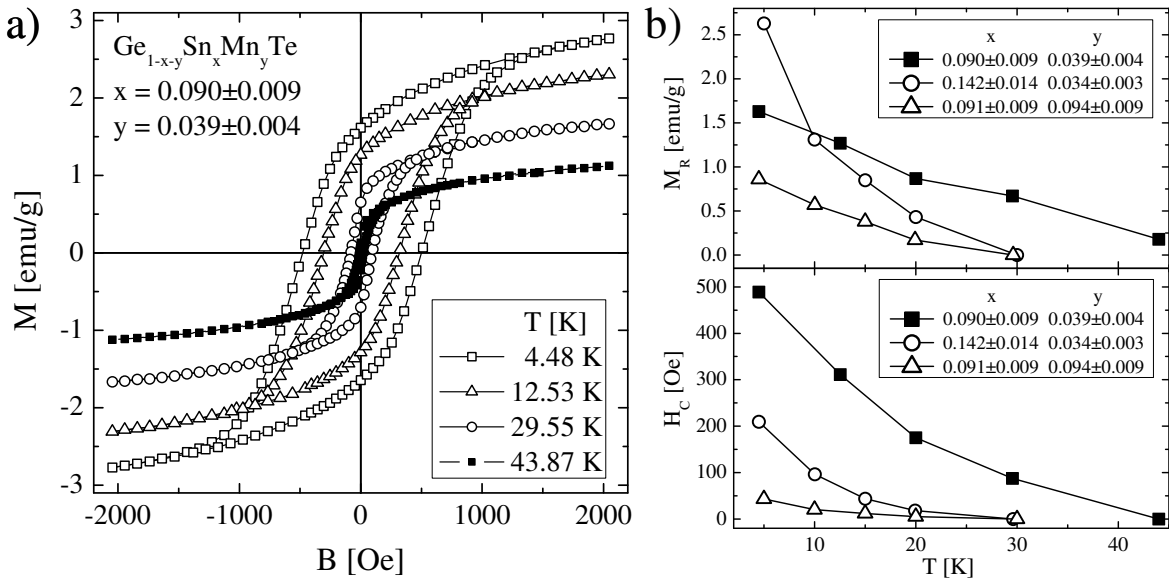 a)
Ge1-x-ySnxMnyTe
x = 0.090±0.009
y = 0.039±0.004
M [emu/g]
3
2
1
0
-1
-2
-3
-2000 -1000 0 1000 2000
B [Oe]
T [K]
4.48 K
12.53 K
29.55 K
43.87 K
b)
MR [emu/g]
2.5
2.0
1.5
1.0
0.5
0.0
x y
0.090±0.009 0.039±0.004
0.142±0.014 0.034±0.003
0.091±0.009 0.094±0.009
HC [Oe]
500
400
300
200
100
0
x y
0.090±0.009 0.039±0.004
0.142±0.014 0.034±0.003
0.091±0.009 0.094±0.009
10 20 30 40
T [K]